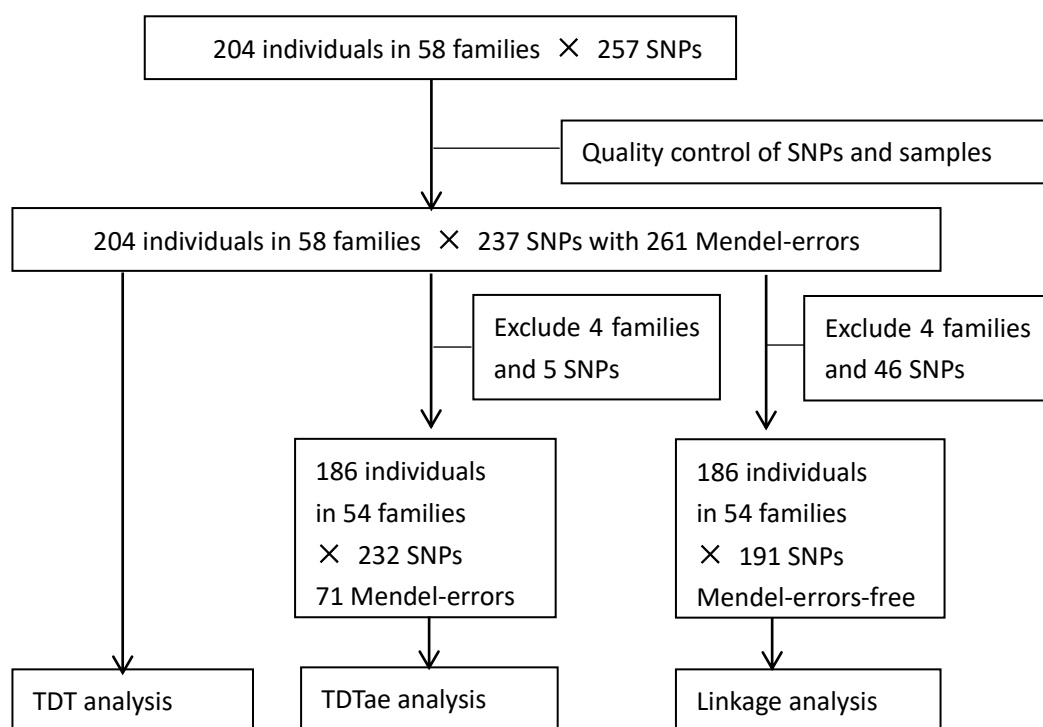 204 individuals in 58 families × 257 SNPs
Quality control of SNPs and samples
204 individuals in 58 families × 237 SNPs with 261 Mendel-errors
Exclude 4 families
and 5 SNPs
Exclude 4 families
and 46 SNPs
186 individuals
in 54 families
× 232 SNPs
71 Mendel-errors
186 individuals
in 54 families
× 191 SNPs
Mendel-errors-free
TDT analysis
TDTae analysis
Linkage analysis